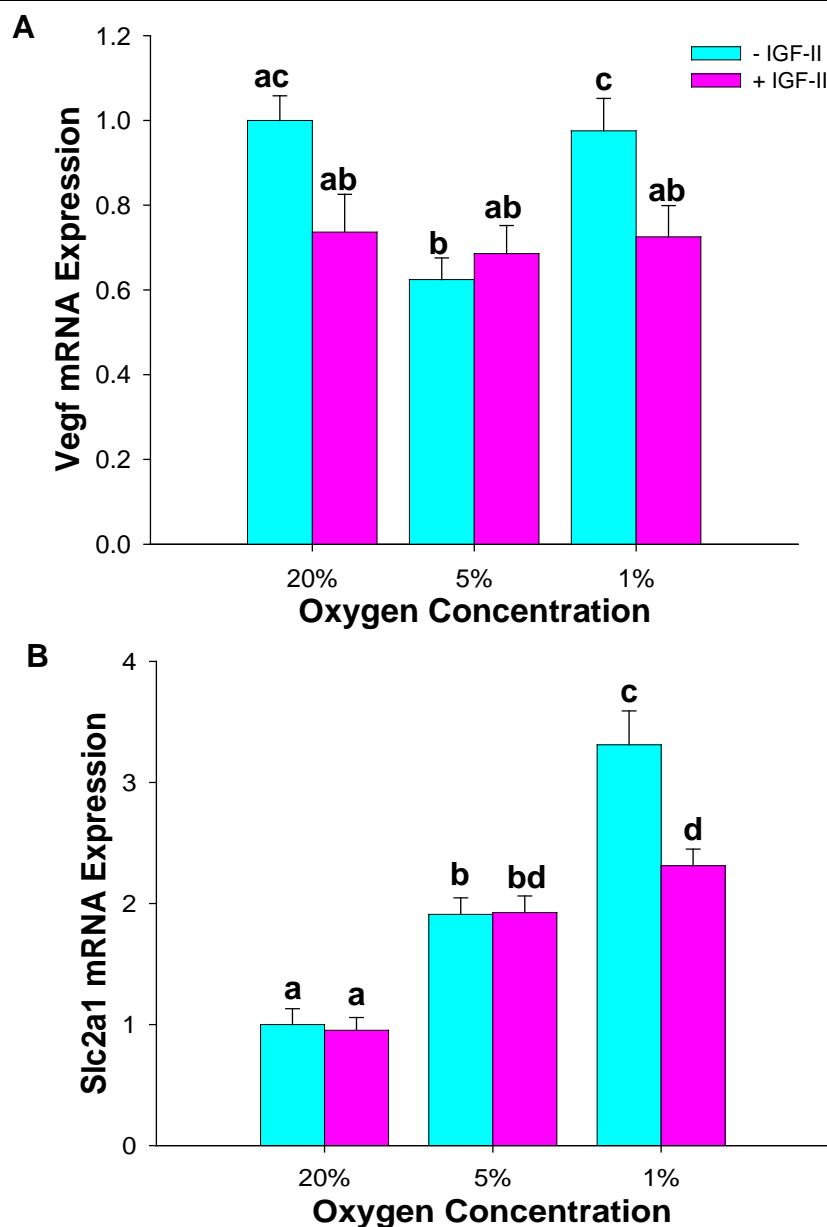 A
Vegf mRNA Expression
1.2
1.0
0.8
0.6
0.4
0.2
0.0
ac
ab
b
ab
c
ab
- IGF-II
+ IGF-II
20%
5%
1%
Oxygen Concentration
B
Slc2a1 mRNA Expression
4
3
2
1
0
a
a
b
bd
c
d
20%
5%
1%
Oxygen Concentration